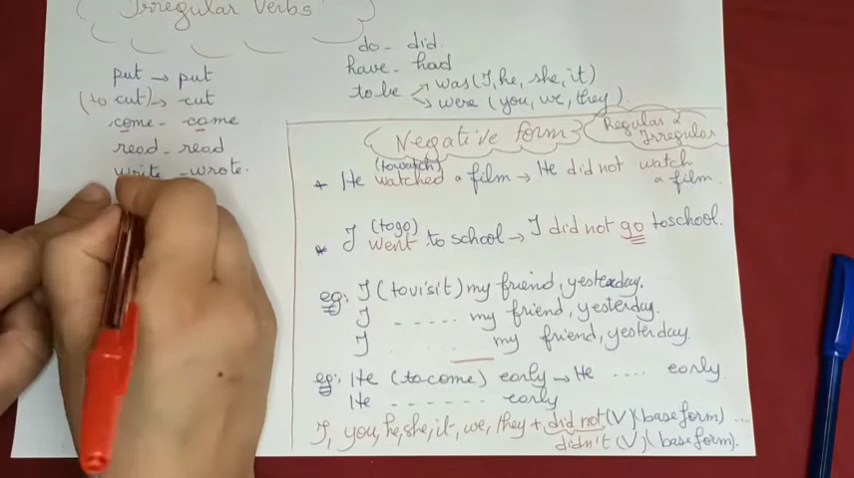 Irregular Verbs
put → put
(to cut) → cut
come - came
read - read
write - wrote.
do - did.
have - had
to be
was (I, he, she, it)
were (you, we, they)
Negative form
Regular & Irregular
(to watch)
* He watched a film → He did not watch a film.
(to go)
* I went to school → I did not go to school.
eg: I (to visit) my friend, yesterday.
I ----- my friend, yesterday.
I ........ my friend, yesterday.
eg: He (to come) early → He .... early.
He ------- early
I, you, he, she, it, we, they + did not (V) (base form) ...
didn't (V) (base form).